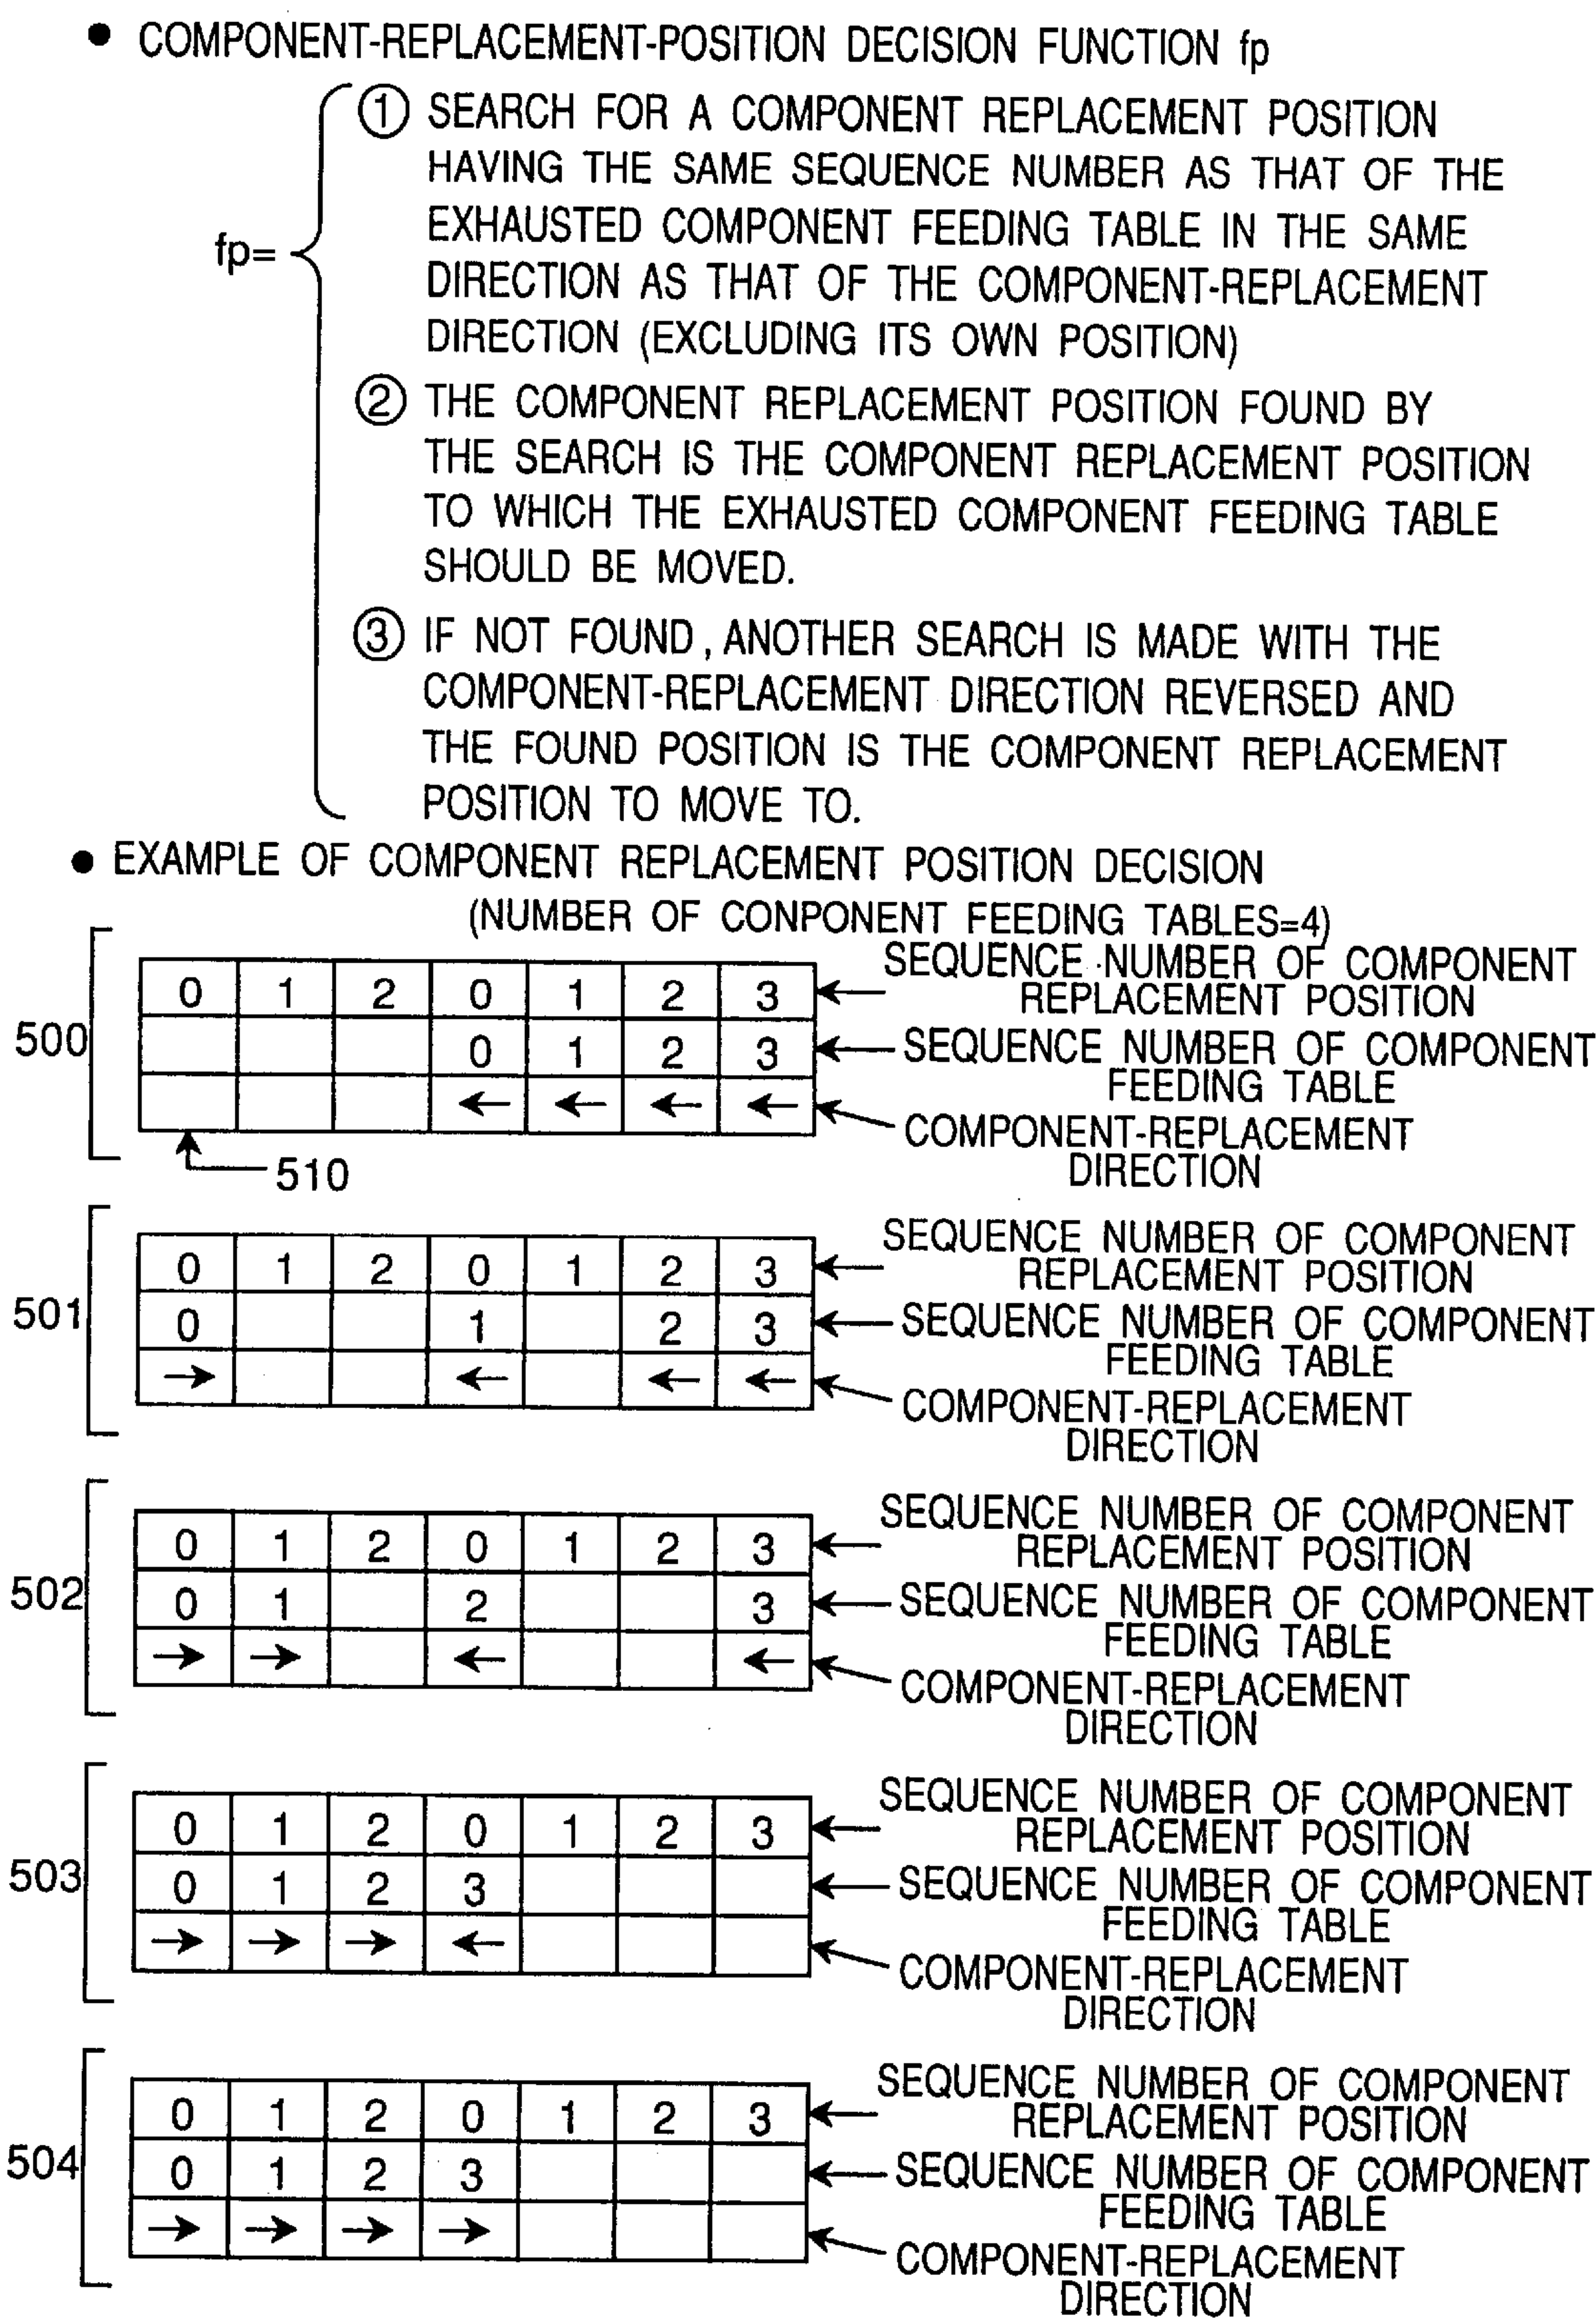 ● COMPONENT-REPLACEMENT-POSITION DECISION FUNCTION fp
fp=
① SEARCH FOR A COMPONENT REPLACEMENT POSITION
HAVING THE SAME SEQUENCE NUMBER AS THAT OF THE
EXHAUSTED COMPONENT FEEDING TABLE IN THE SAME
DIRECTION AS THAT OF THE COMPONENT-REPLACEMENT
DIRECTION (EXCLUDING ITS OWN POSITION)
② THE COMPONENT REPLACEMENT POSITION FOUND BY
THE SEARCH IS THE COMPONENT REPLACEMENT POSITION
TO WHICH THE EXHAUSTED COMPONENT FEEDING TABLE
SHOULD BE MOVED.
③ IF NOT FOUND, ANOTHER SEARCH IS MADE WITH THE
COMPONENT-REPLACEMENT DIRECTION REVERSED AND
THE FOUND POSITION IS THE COMPONENT REPLACEMENT
POSITION TO MOVE TO.
● EXAMPLE OF COMPONENT REPLACEMENT POSITION DECISION
(NUMBER OF CONPONENT FEEDING TABLES=4)
500
0 1 2 0 1 2 3
SEQUENCE NUMBER OF COMPONENT
REPLACEMENT POSITION
0 1 2 3
SEQUENCE NUMBER OF COMPONENT
FEEDING TABLE
← ← ← ←
COMPONENT-REPLACEMENT
DIRECTION
510
501
0 1 2 0 1 2 3
SEQUENCE NUMBER OF COMPONENT
REPLACEMENT POSITION
0 1 2 3
SEQUENCE NUMBER OF COMPONENT
FEEDING TABLE
→ ← ← ←
COMPONENT-REPLACEMENT
DIRECTION
502
0 1 2 0 1 2 3
SEQUENCE NUMBER OF COMPONENT
REPLACEMENT POSITION
0 1 2 3
SEQUENCE NUMBER OF COMPONENT
FEEDING TABLE
→ → ← ←
COMPONENT-REPLACEMENT
DIRECTION
503
0 1 2 0 1 2 3
SEQUENCE NUMBER OF COMPONENT
REPLACEMENT POSITION
0 1 2 3
SEQUENCE NUMBER OF COMPONENT
FEEDING TABLE
→ → → ←
COMPONENT-REPLACEMENT
DIRECTION
504
0 1 2 0 1 2 3
SEQUENCE NUMBER OF COMPONENT
REPLACEMENT POSITION
0 1 2 3
SEQUENCE NUMBER OF COMPONENT
FEEDING TABLE
→ → → →
COMPONENT-REPLACEMENT
DIRECTION